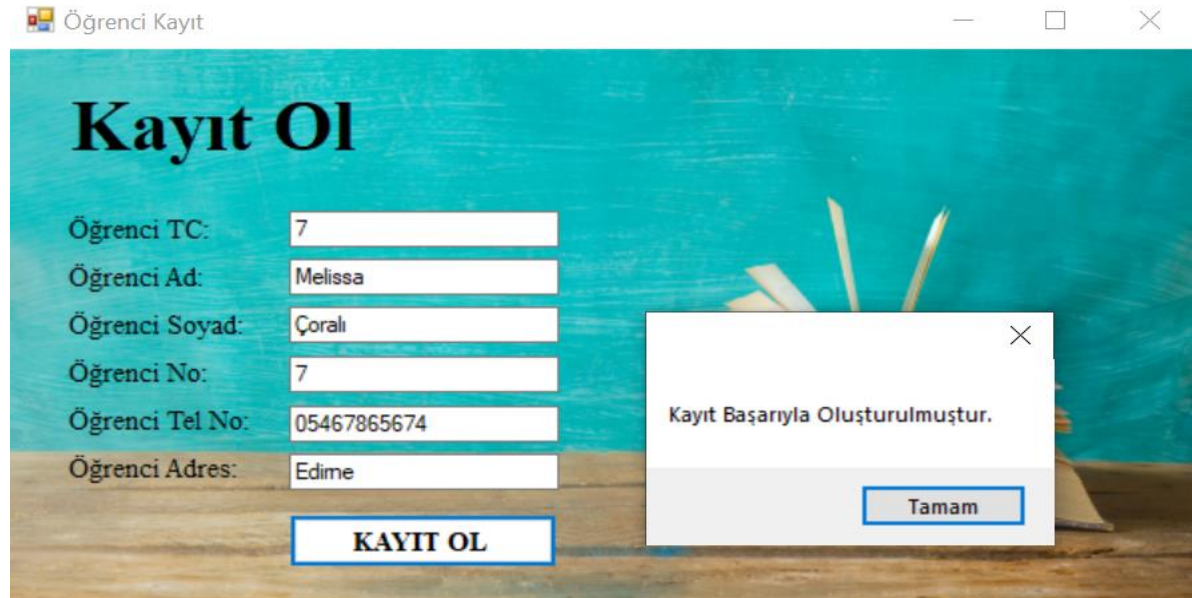 Öğrenci Kayıt
Kayıt Ol
Öğrenci TC: 7
Öğrenci Ad: Melissa
Öğrenci Soyad: Çoralı
Öğrenci No: 7
Öğrenci Tel No: 05467865674
Öğrenci Adres: Edirne
KAYIT OL
Kayıt Başarıyla Oluşturulmuştur.
Tamam